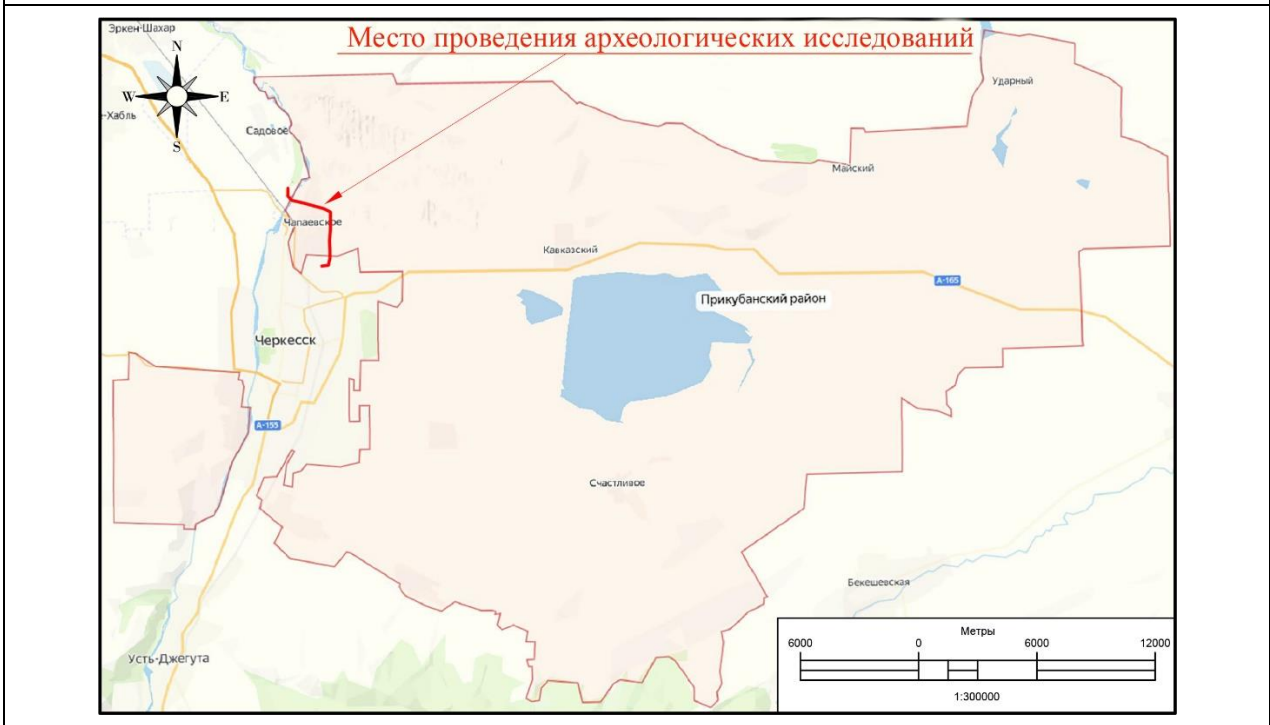 Эркен-Шахар
Место проведения археологических исследований
N
W
E
S
-Хабль
Ударный
Садовое
Майский
Чапаевское
Кавказский
А-165
Прикубанский район
Черкесск
А-155
Счастливое
Бекешевская
Усть-Джегута
Метры
6000 0 6000 12000
1:300000